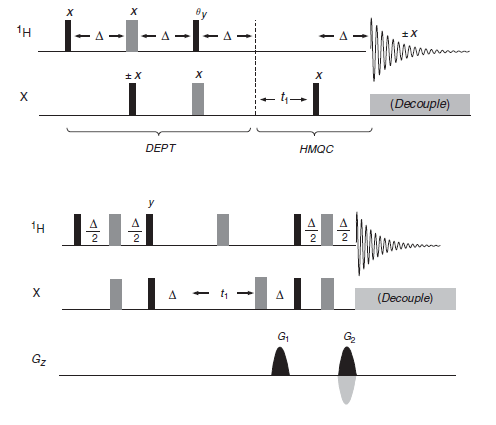 x x θy
¹H Δ Δ Δ Δ ± x
± x x x
X t₁ (Decouple)
DEPT HMQC
y
¹H Δ/2 Δ/2 Δ/2 Δ/2
X Δ t₁ Δ (Decouple)
G₁ G₂
Gz